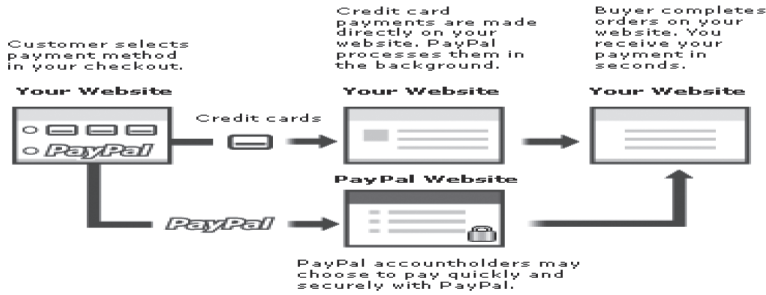 Customer selects
payment method
in your checkout.
Your Website
PayPal
Credit cards
Credit card
payments are made
directly on your
website. PayPal
processes them in
the background.
Your Website
Buyer completes
orders on your
website. You
receive your
payment in
seconds.
Your Website
PayPal
PayPal Website
PayPal accountholders may
choose to pay quickly and
securely with PayPal.